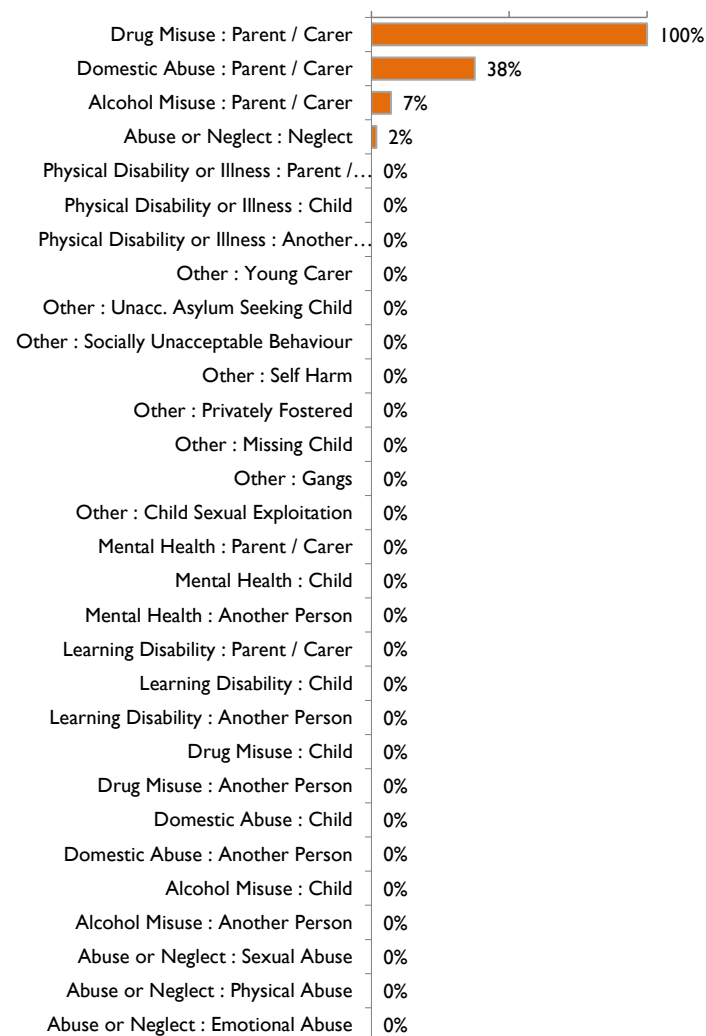 Drug Misuse : Parent / Carer 100%
Domestic Abuse : Parent / Carer 38%
Alcohol Misuse : Parent / Carer 7%
Abuse or Neglect : Neglect 2%
Physical Disability or Illness : Parent /… 0%
Physical Disability or Illness : Child 0%
Physical Disability or Illness : Another… 0%
Other : Young Carer 0%
Other : Unacc. Asylum Seeking Child 0%
Other : Socially Unacceptable Behaviour 0%
Other : Self Harm 0%
Other : Privately Fostered 0%
Other : Missing Child 0%
Other : Gangs 0%
Other : Child Sexual Exploitation 0%
Mental Health : Parent / Carer 0%
Mental Health : Child 0%
Mental Health : Another Person 0%
Learning Disability : Parent / Carer 0%
Learning Disability : Child 0%
Learning Disability : Another Person 0%
Drug Misuse : Child 0%
Drug Misuse : Another Person 0%
Domestic Abuse : Child 0%
Domestic Abuse : Another Person 0%
Alcohol Misuse : Child 0%
Alcohol Misuse : Another Person 0%
Abuse or Neglect : Sexual Abuse 0%
Abuse or Neglect : Physical Abuse 0%
Abuse or Neglect : Emotional Abuse 0%